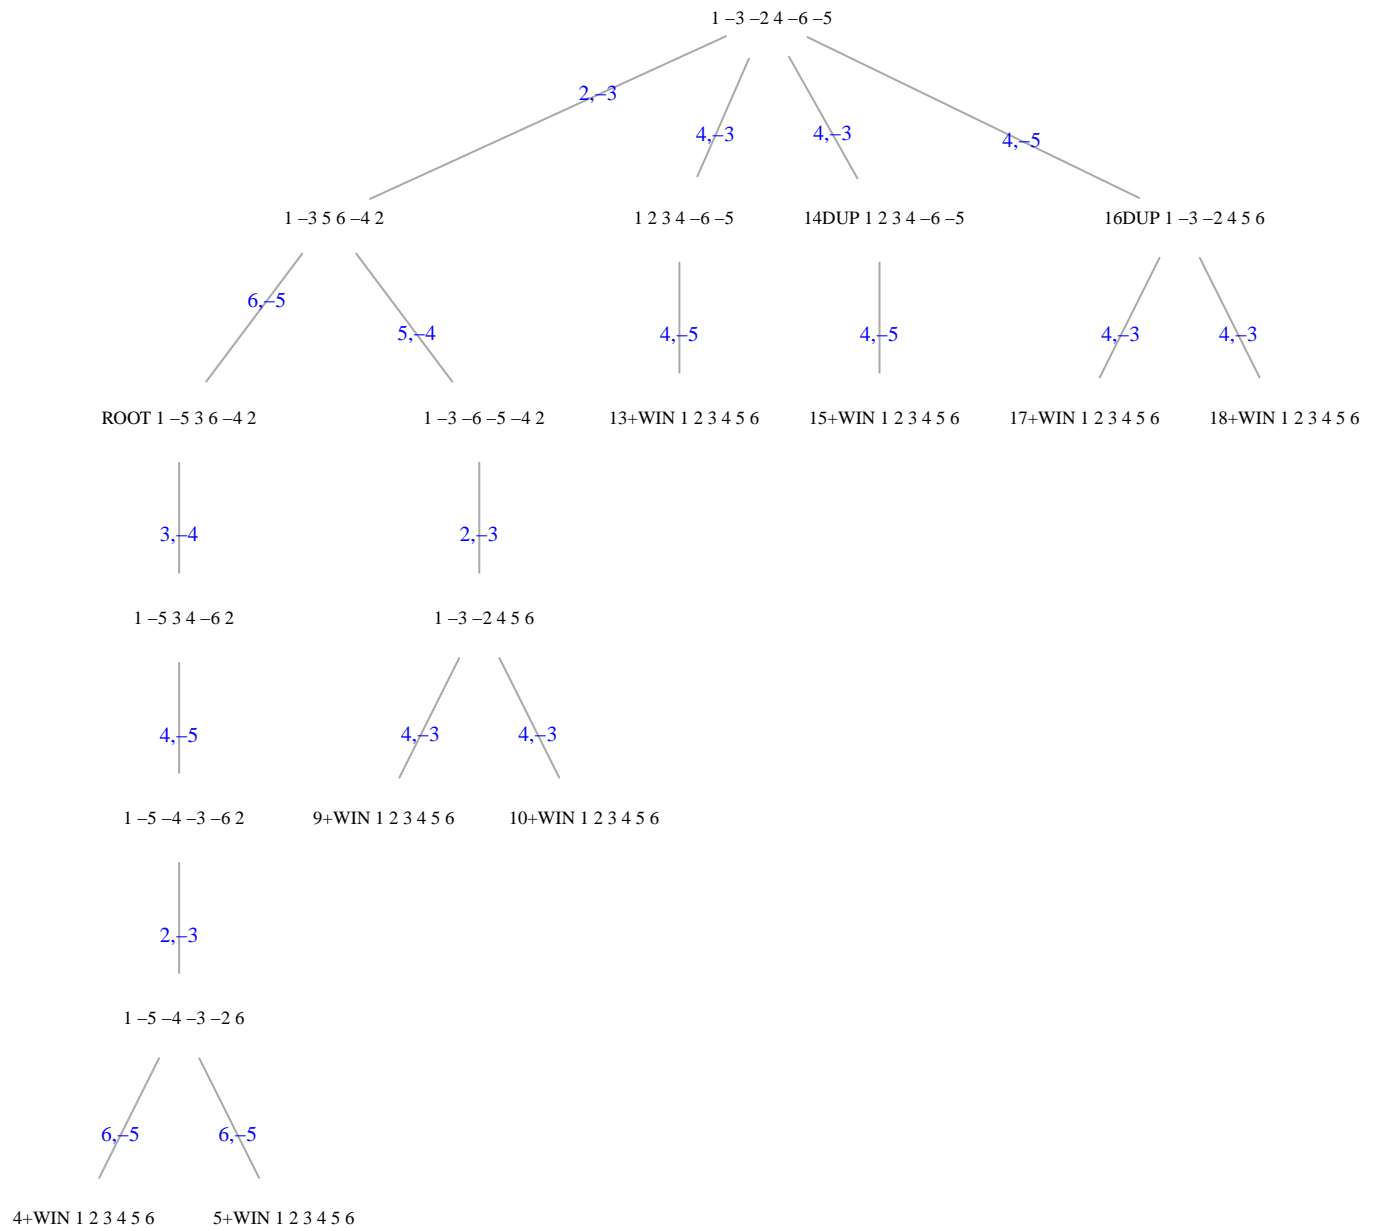 1 –3 –2 4 –6 –5
2,–3
4,–3
4,–3
4,–5
1 –3 5 6 –4 2
1 2 3 4 –6 –5
14DUP 1 2 3 4 –6 –5
16DUP 1 –3 –2 4 5 6
6,–5
5,–4
4,–5
4,–5
4,–3
4,–3
ROOT 1 –5 3 6 –4 2
1 –3 –6 –5 –4 2
13+WIN 1 2 3 4 5 6
15+WIN 1 2 3 4 5 6
17+WIN 1 2 3 4 5 6
18+WIN 1 2 3 4 5 6
3,–4
2,–3
1 –5 3 4 –6 2
1 –3 –2 4 5 6
4,–5
4,–3
4,–3
1 –5 –4 –3 –6 2
9+WIN 1 2 3 4 5 6
10+WIN 1 2 3 4 5 6
2,–3
1 –5 –4 –3 –2 6
6,–5
6,–5
4+WIN 1 2 3 4 5 6
5+WIN 1 2 3 4 5 6